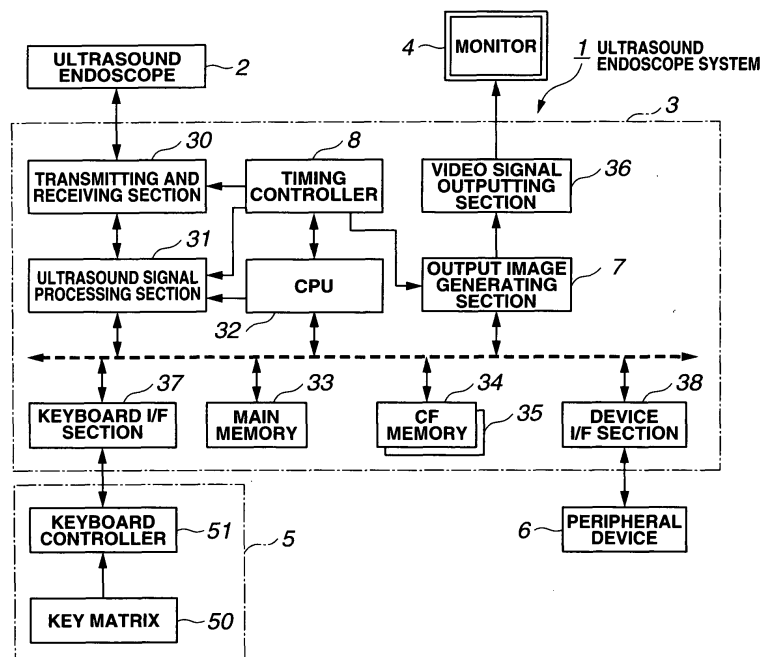 ULTRASOUND
ENDOSCOPE
2
4
MONITOR
1 ULTRASOUND
ENDOSCOPE SYSTEM
3
30
TRANSMITTING AND
RECEIVING SECTION
8
TIMING
CONTROLLER
VIDEO SIGNAL
OUTPUTTING
SECTION
36
31
ULTRASOUND SIGNAL
PROCESSING SECTION
CPU
32
OUTPUT IMAGE
GENERATING
SECTION
7
37
KEYBOARD I/F
SECTION
33
MAIN
MEMORY
34
CF
MEMORY
35
38
DEVICE
I/F SECTION
KEYBOARD
CONTROLLER
51
5
6
PERIPHERAL
DEVICE
KEY MATRIX
50